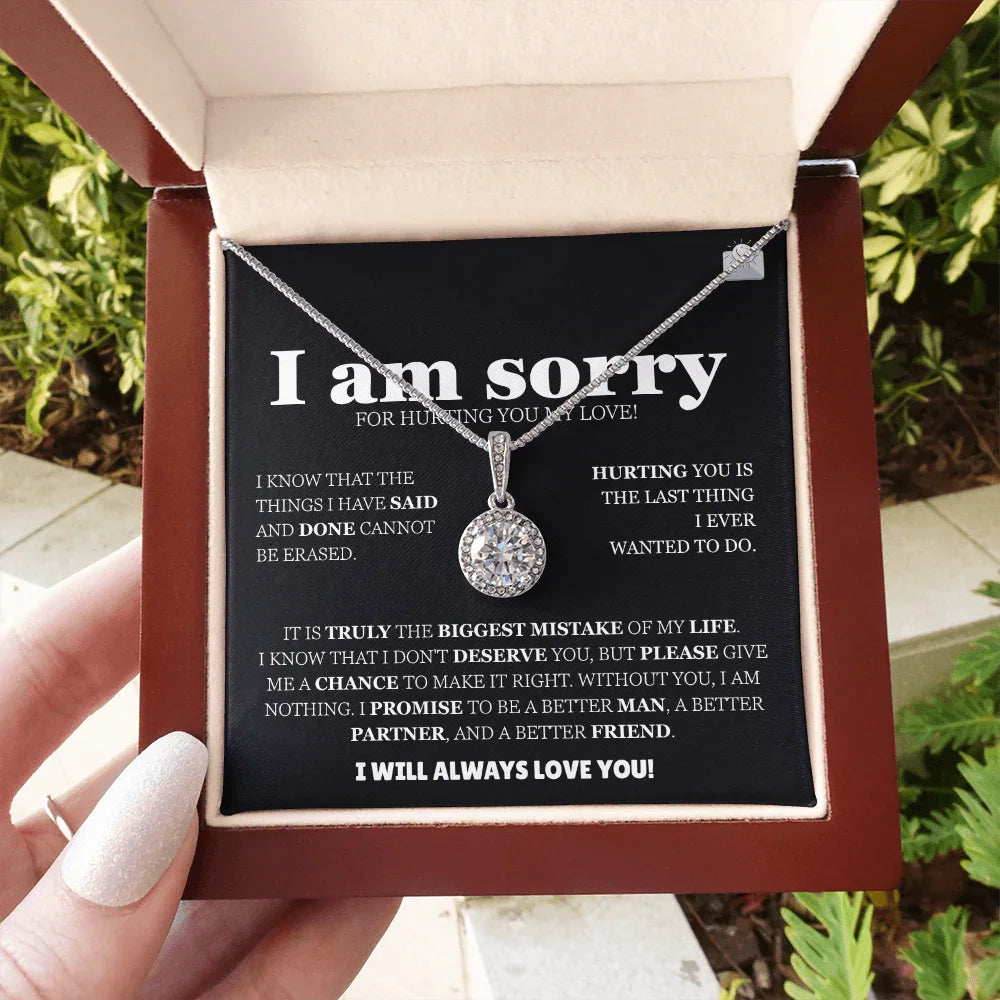 I am sorry
FOR HURTING YOU MY LOVE!
I KNOW THAT THE
THINGS I HAVE SAID
AND DONE CANNOT
BE ERASED.
HURTING YOU IS
THE LAST THING
I EVER
WANTED TO DO.
IT IS TRULY THE BIGGEST MISTAKE OF MY LIFE.
I KNOW THAT I DON'T DESERVE YOU, BUT PLEASE GIVE
ME A CHANCE TO MAKE IT RIGHT. WITHOUT YOU, I AM
NOTHING. I PROMISE TO BE A BETTER MAN, A BETTER
PARTNER, AND A BETTER FRIEND.
I WILL ALWAYS LOVE YOU!